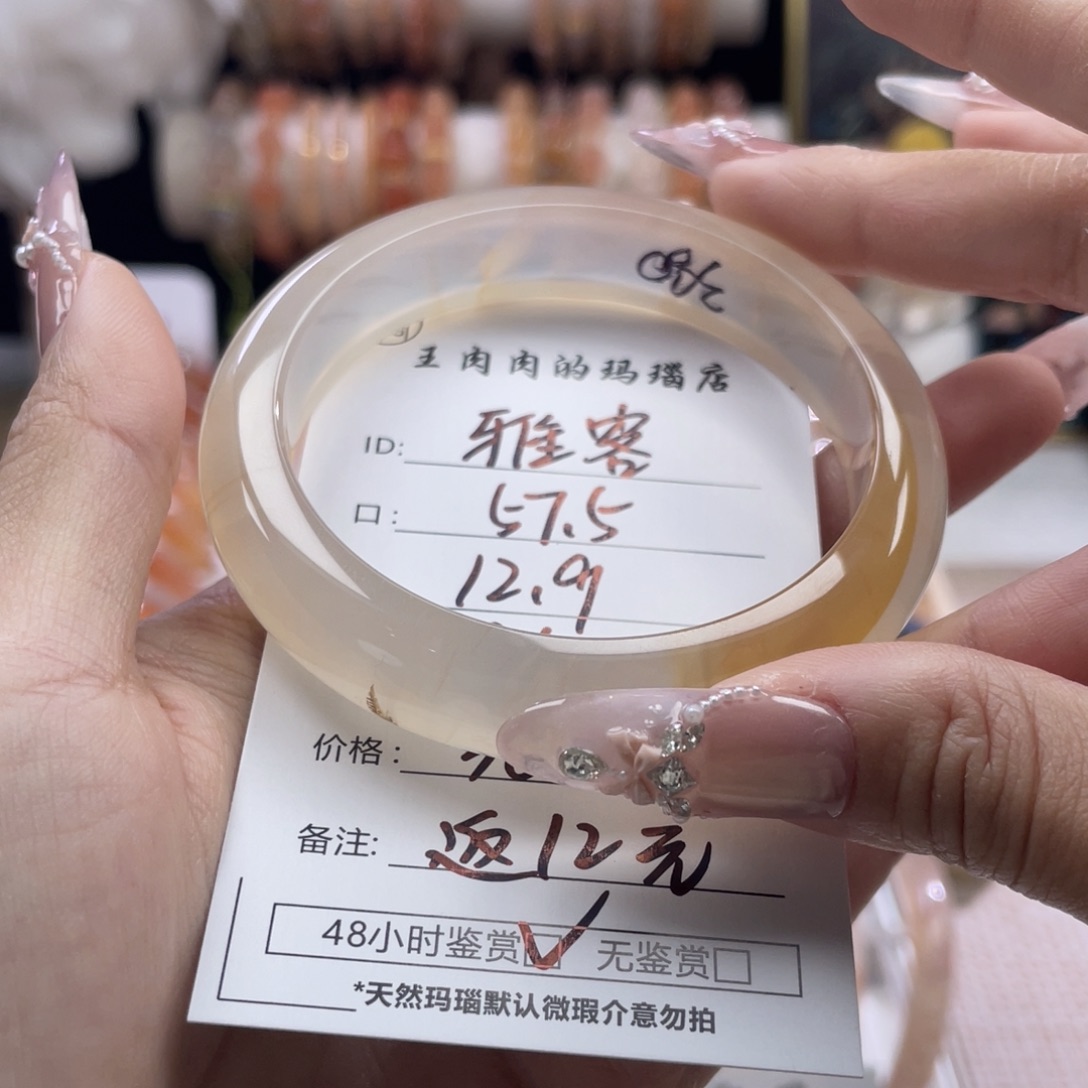 王肉肉的玛瑙店
ID: 雅客
口: 57.5
12.9
价格:
备注: 返12元
48小时鉴赏☑ 无鉴赏☐
*天然玛瑙默认微瑕介意勿拍